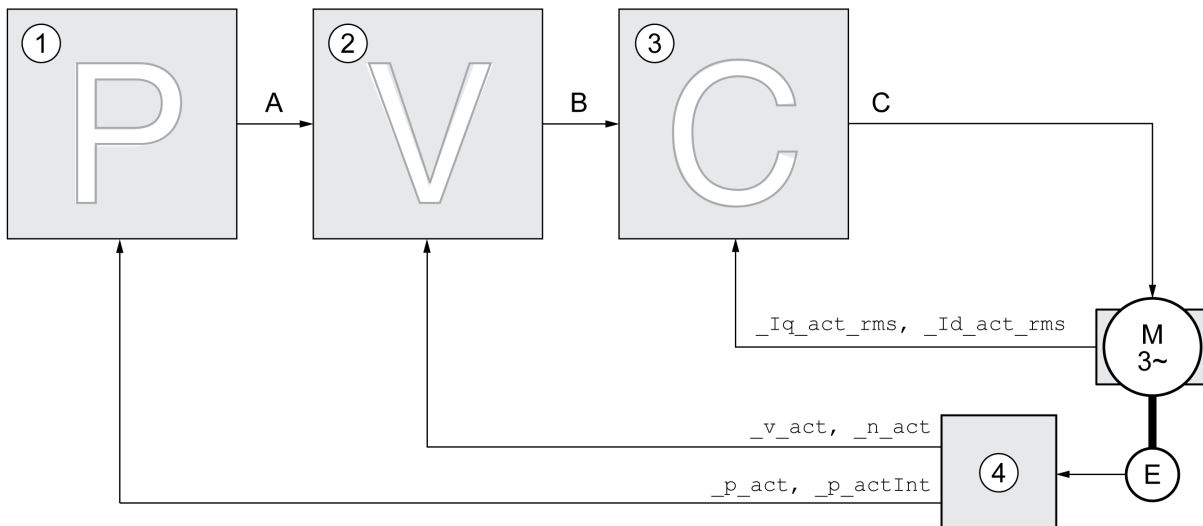 1
P
A
2
V
B
3
C
C
_Iq_act_rms, _Id_act_rms
M
3~
_v_act, _n_act
_p_act, _p_actInt
4
E